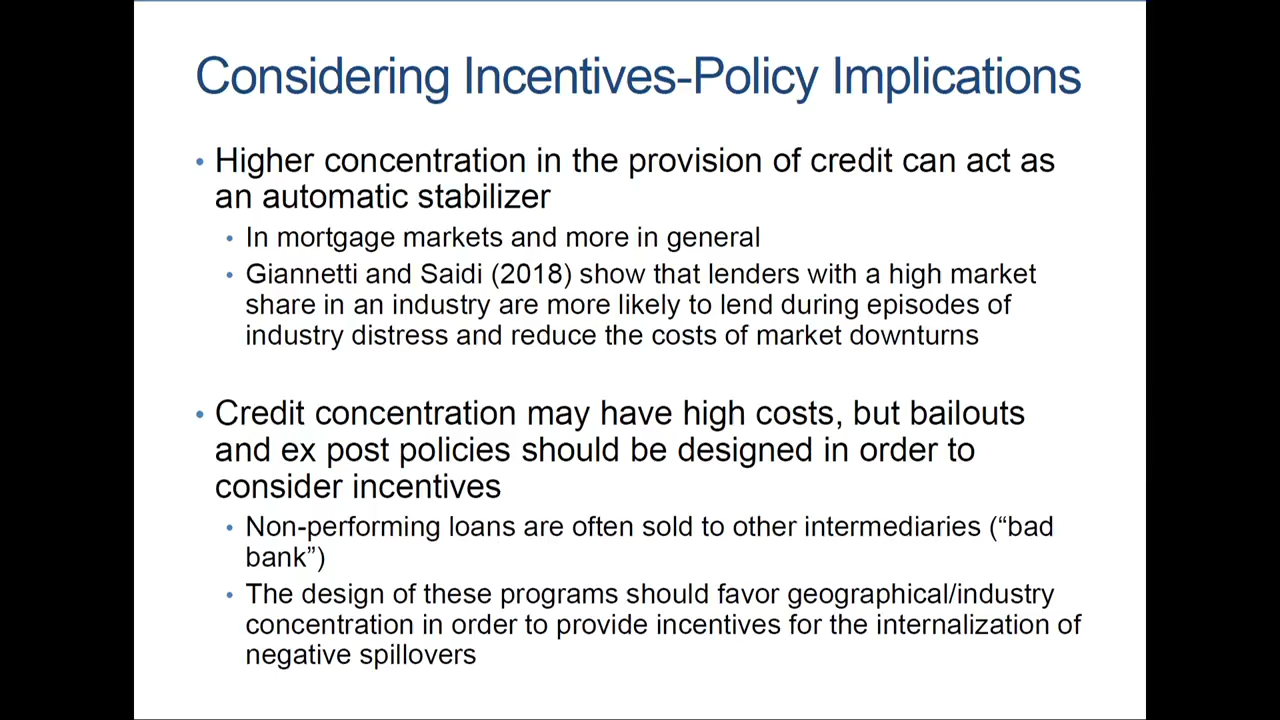 Considering Incentives-Policy Implications
• Higher concentration in the provision of credit can act as
an automatic stabilizer
• In mortgage markets and more in general
• Giannetti and Saidi (2018) show that lenders with a high market
share in an industry are more likely to lend during episodes of
industry distress and reduce the costs of market downturns
• Credit concentration may have high costs, but bailouts
and ex post policies should be designed in order to
consider incentives
• Non-performing loans are often sold to other intermediaries (“bad
bank”)
• The design of these programs should favor geographical/industry
concentration in order to provide incentives for the internalization of
negative spillovers